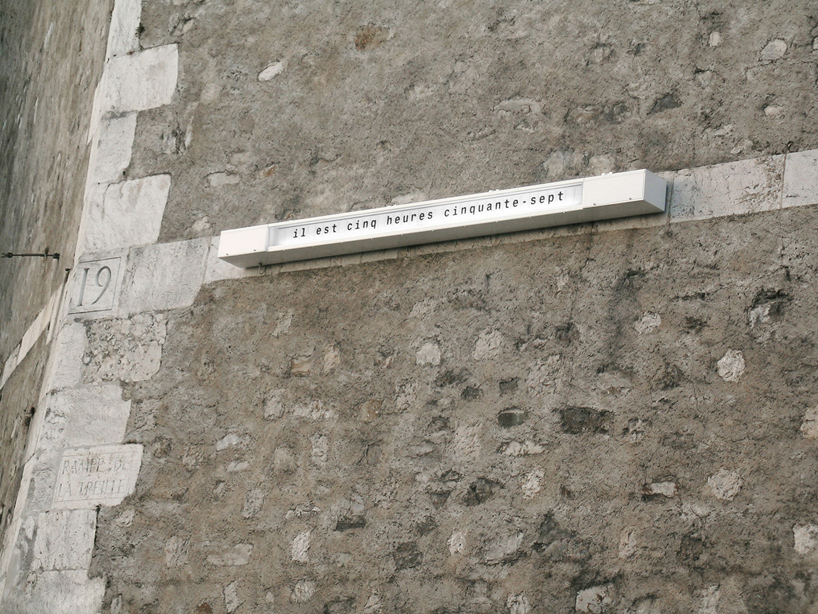 il est cinq heures cinquante-sept
19
RAMPE DE
LA TREILLE